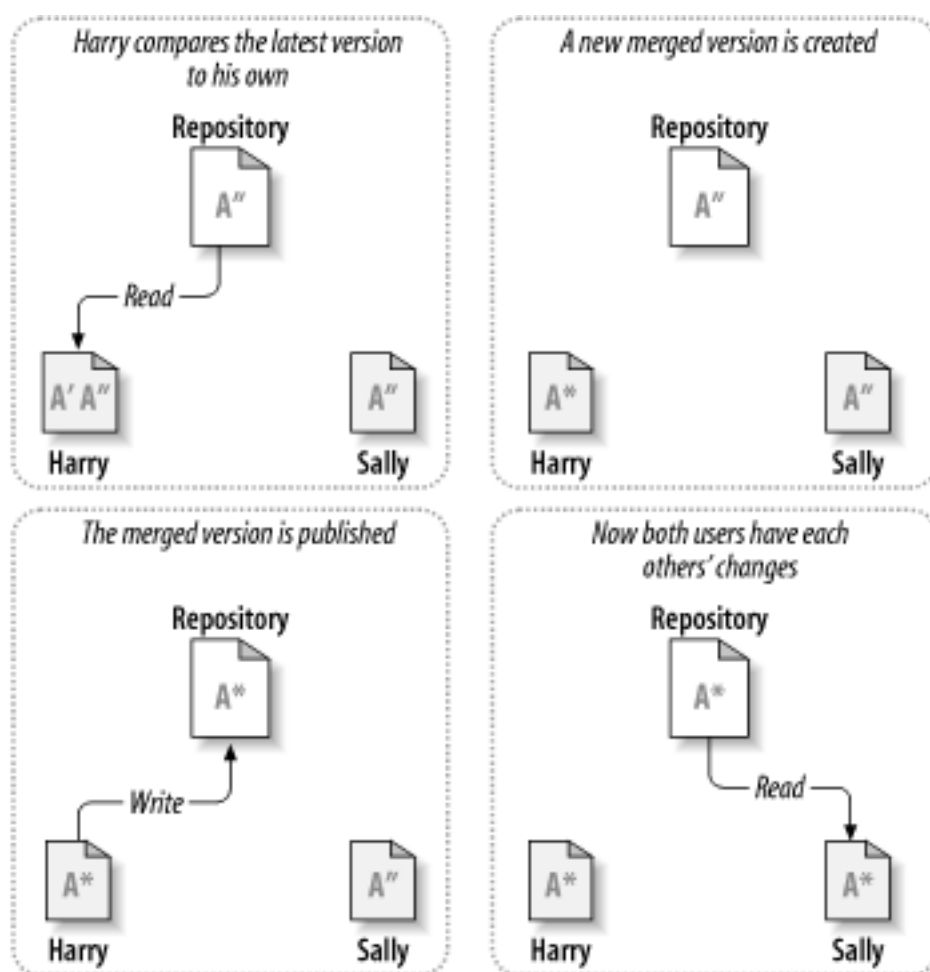 Harry compares the latest version
to his own
Repository
A″
Read
A′ A″
A″
Harry
Sally
A new merged version is created
Repository
A″
A*
A″
Harry
Sally
The merged version is published
Repository
A*
Write
A*
A″
Harry
Sally
Now both users have each
others’ changes
Repository
A*
Read
A*
A*
Harry
Sally